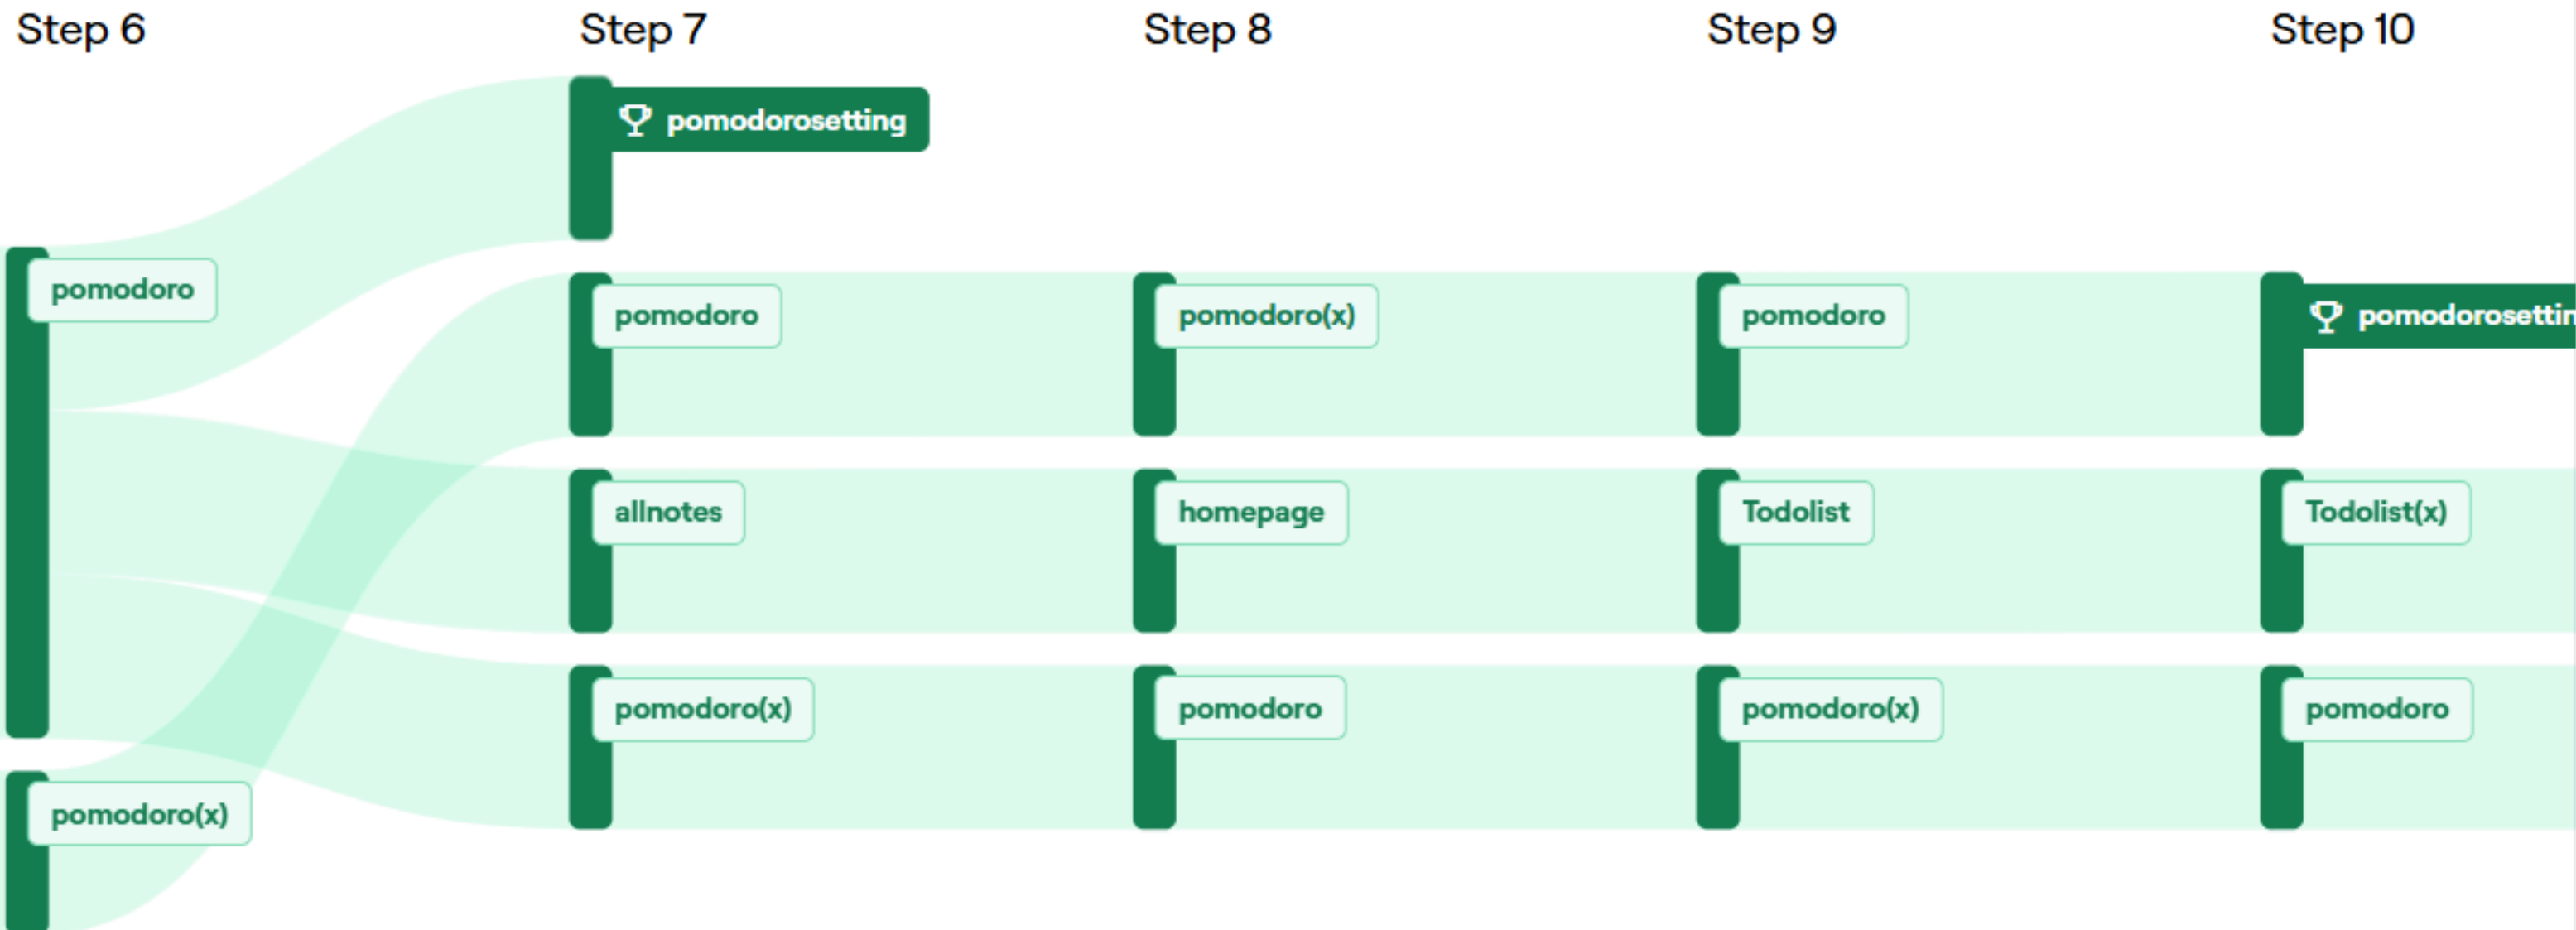 Step 6 Step 7 Step 8 Step 9 Step 10
pomodorosetting
pomodoro
pomodoro pomodoro(x) pomodoro pomodorosettin
allnotes homepage Todolist Todolist(x)
pomodoro(x) pomodoro pomodoro(x) pomodoro
pomodoro(x)